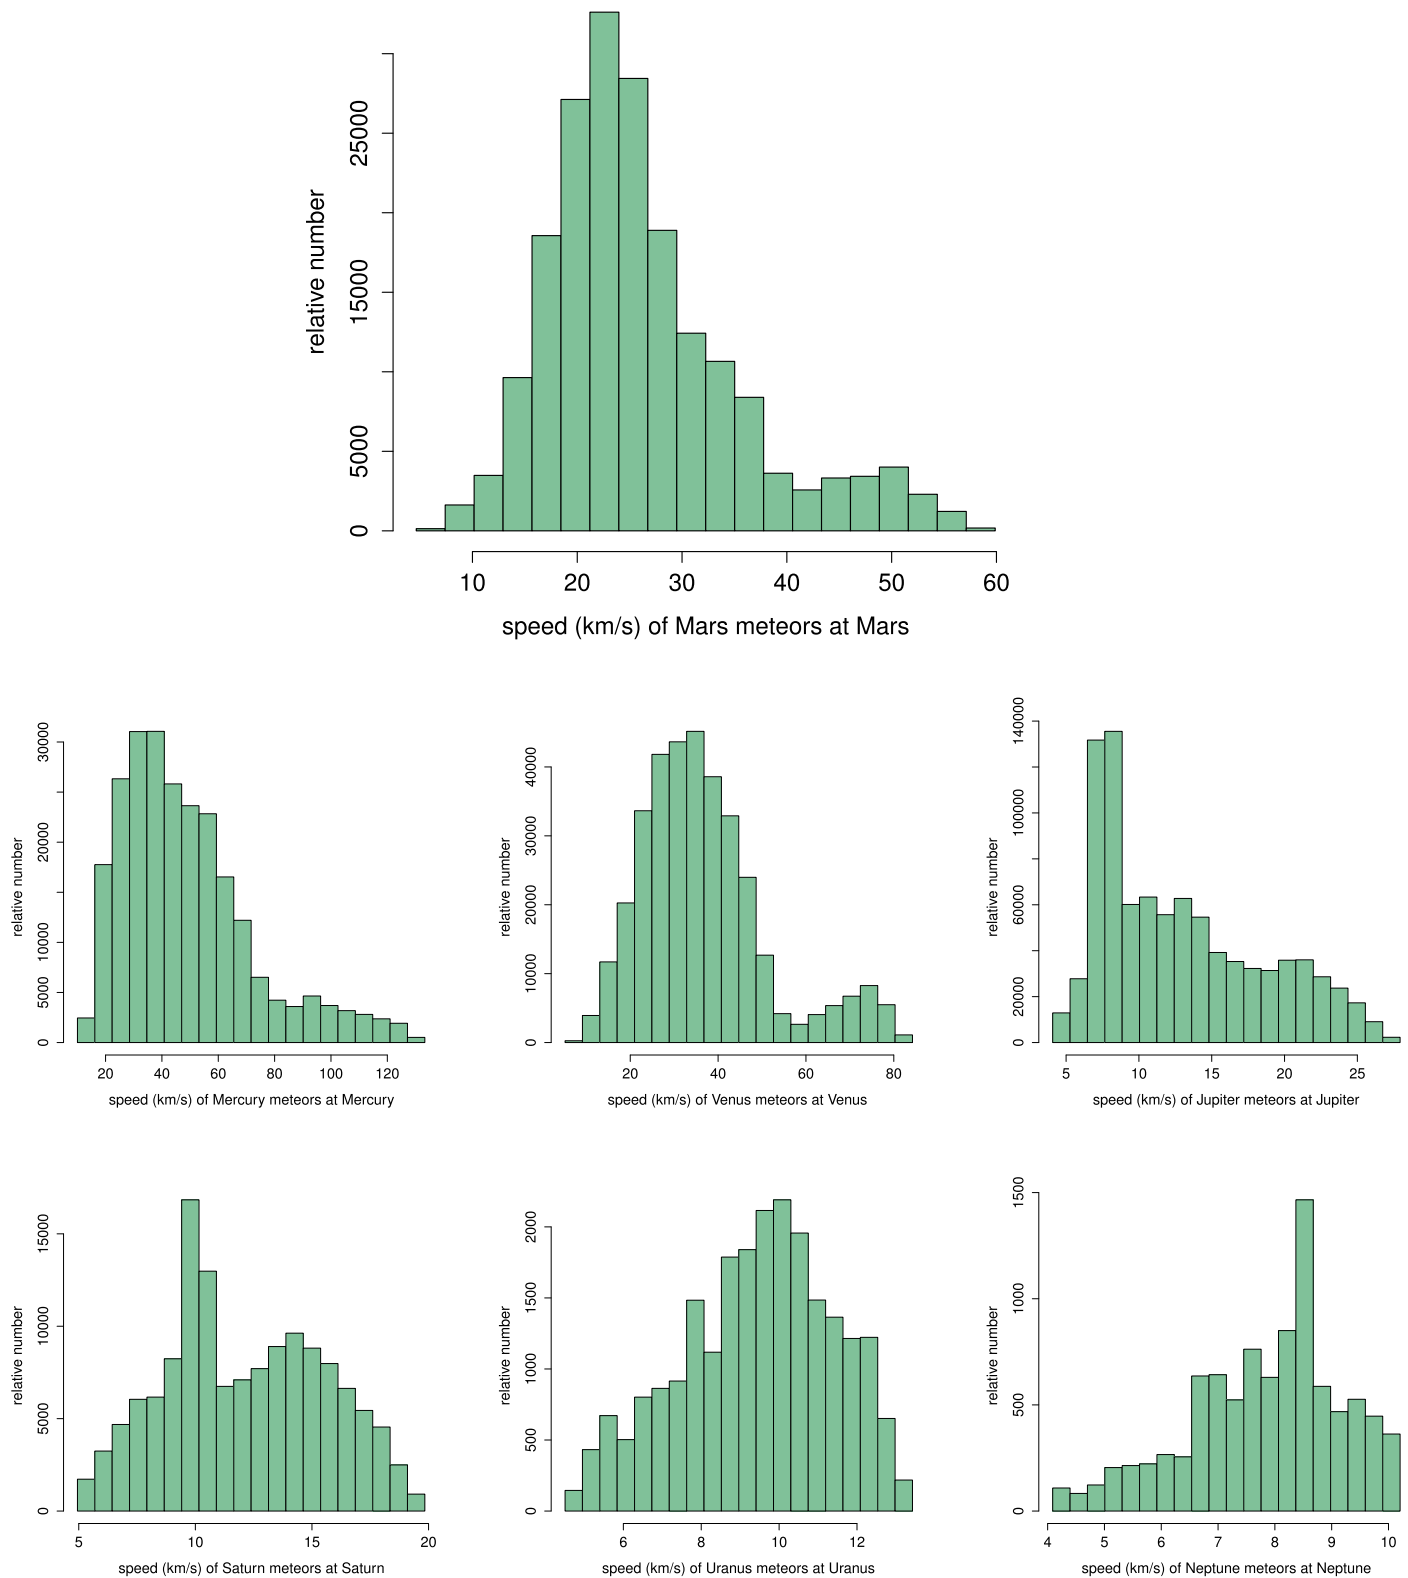 relative number
25000
15000
5000
0
10 20 30 40 50 60
speed (km/s) of Mars meteors at Mars
relative number
30000
20000
10000
5000
0
20 40 60 80 100 120
speed (km/s) of Mercury meteors at Mercury
relative number
40000
30000
20000
10000
0
20 40 60 80
speed (km/s) of Venus meteors at Venus
relative number
140000
100000
60000
20000
0
5 10 15 20 25
speed (km/s) of Jupiter meteors at Jupiter
relative number
15000
10000
5000
0
5 10 15 20
speed (km/s) of Saturn meteors at Saturn
relative number
2000
1500
1000
500
0
6 8 10 12
speed (km/s) of Uranus meteors at Uranus
relative number
1500
1000
500
0
4 5 6 7 8 9 10
speed (km/s) of Neptune meteors at Neptune